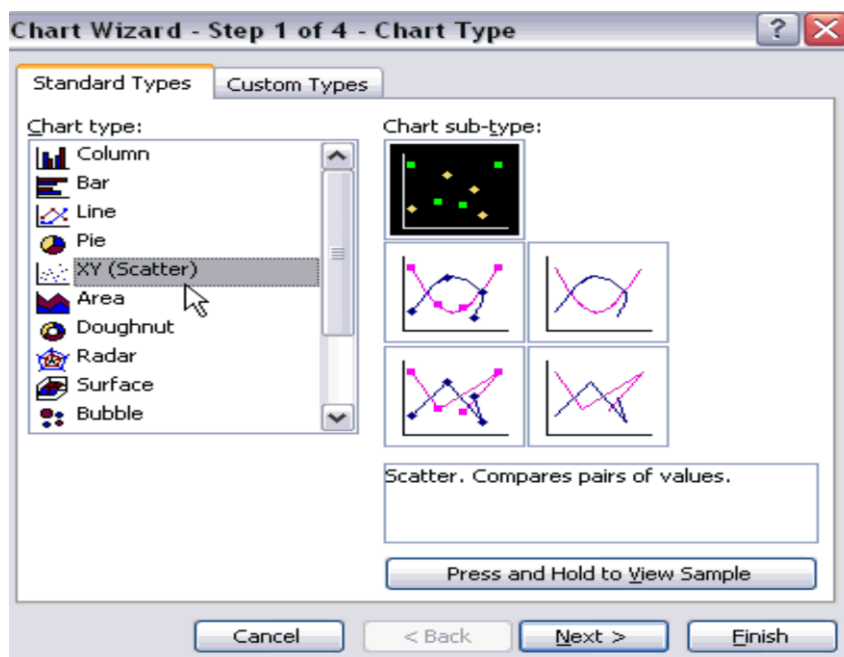 Chart Wizard - Step 1 of 4 - Chart Type
?
Standard Types
Custom Types
Chart type:
Column
Bar
Line
Pie
XY (Scatter)
Area
Doughnut
Radar
Surface
Bubble
Chart sub-type:
Scatter. Compares pairs of values.
Press and Hold to View Sample
Cancel
< Back
Next >
Finish